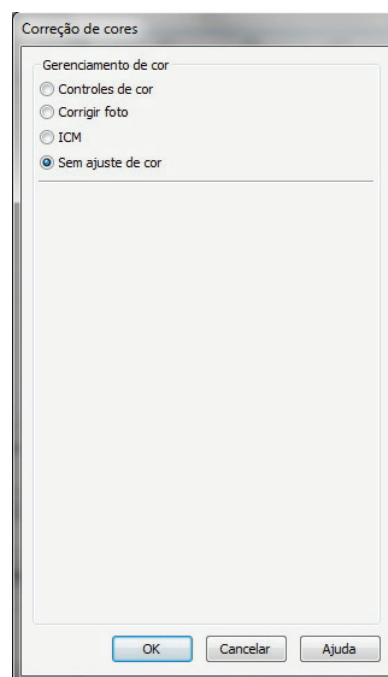 Correção de cores
Gerenciamento de cor
Controles de cor
Corrigir foto
ICM
Sem ajuste de cor
OK Cancelar Ajuda